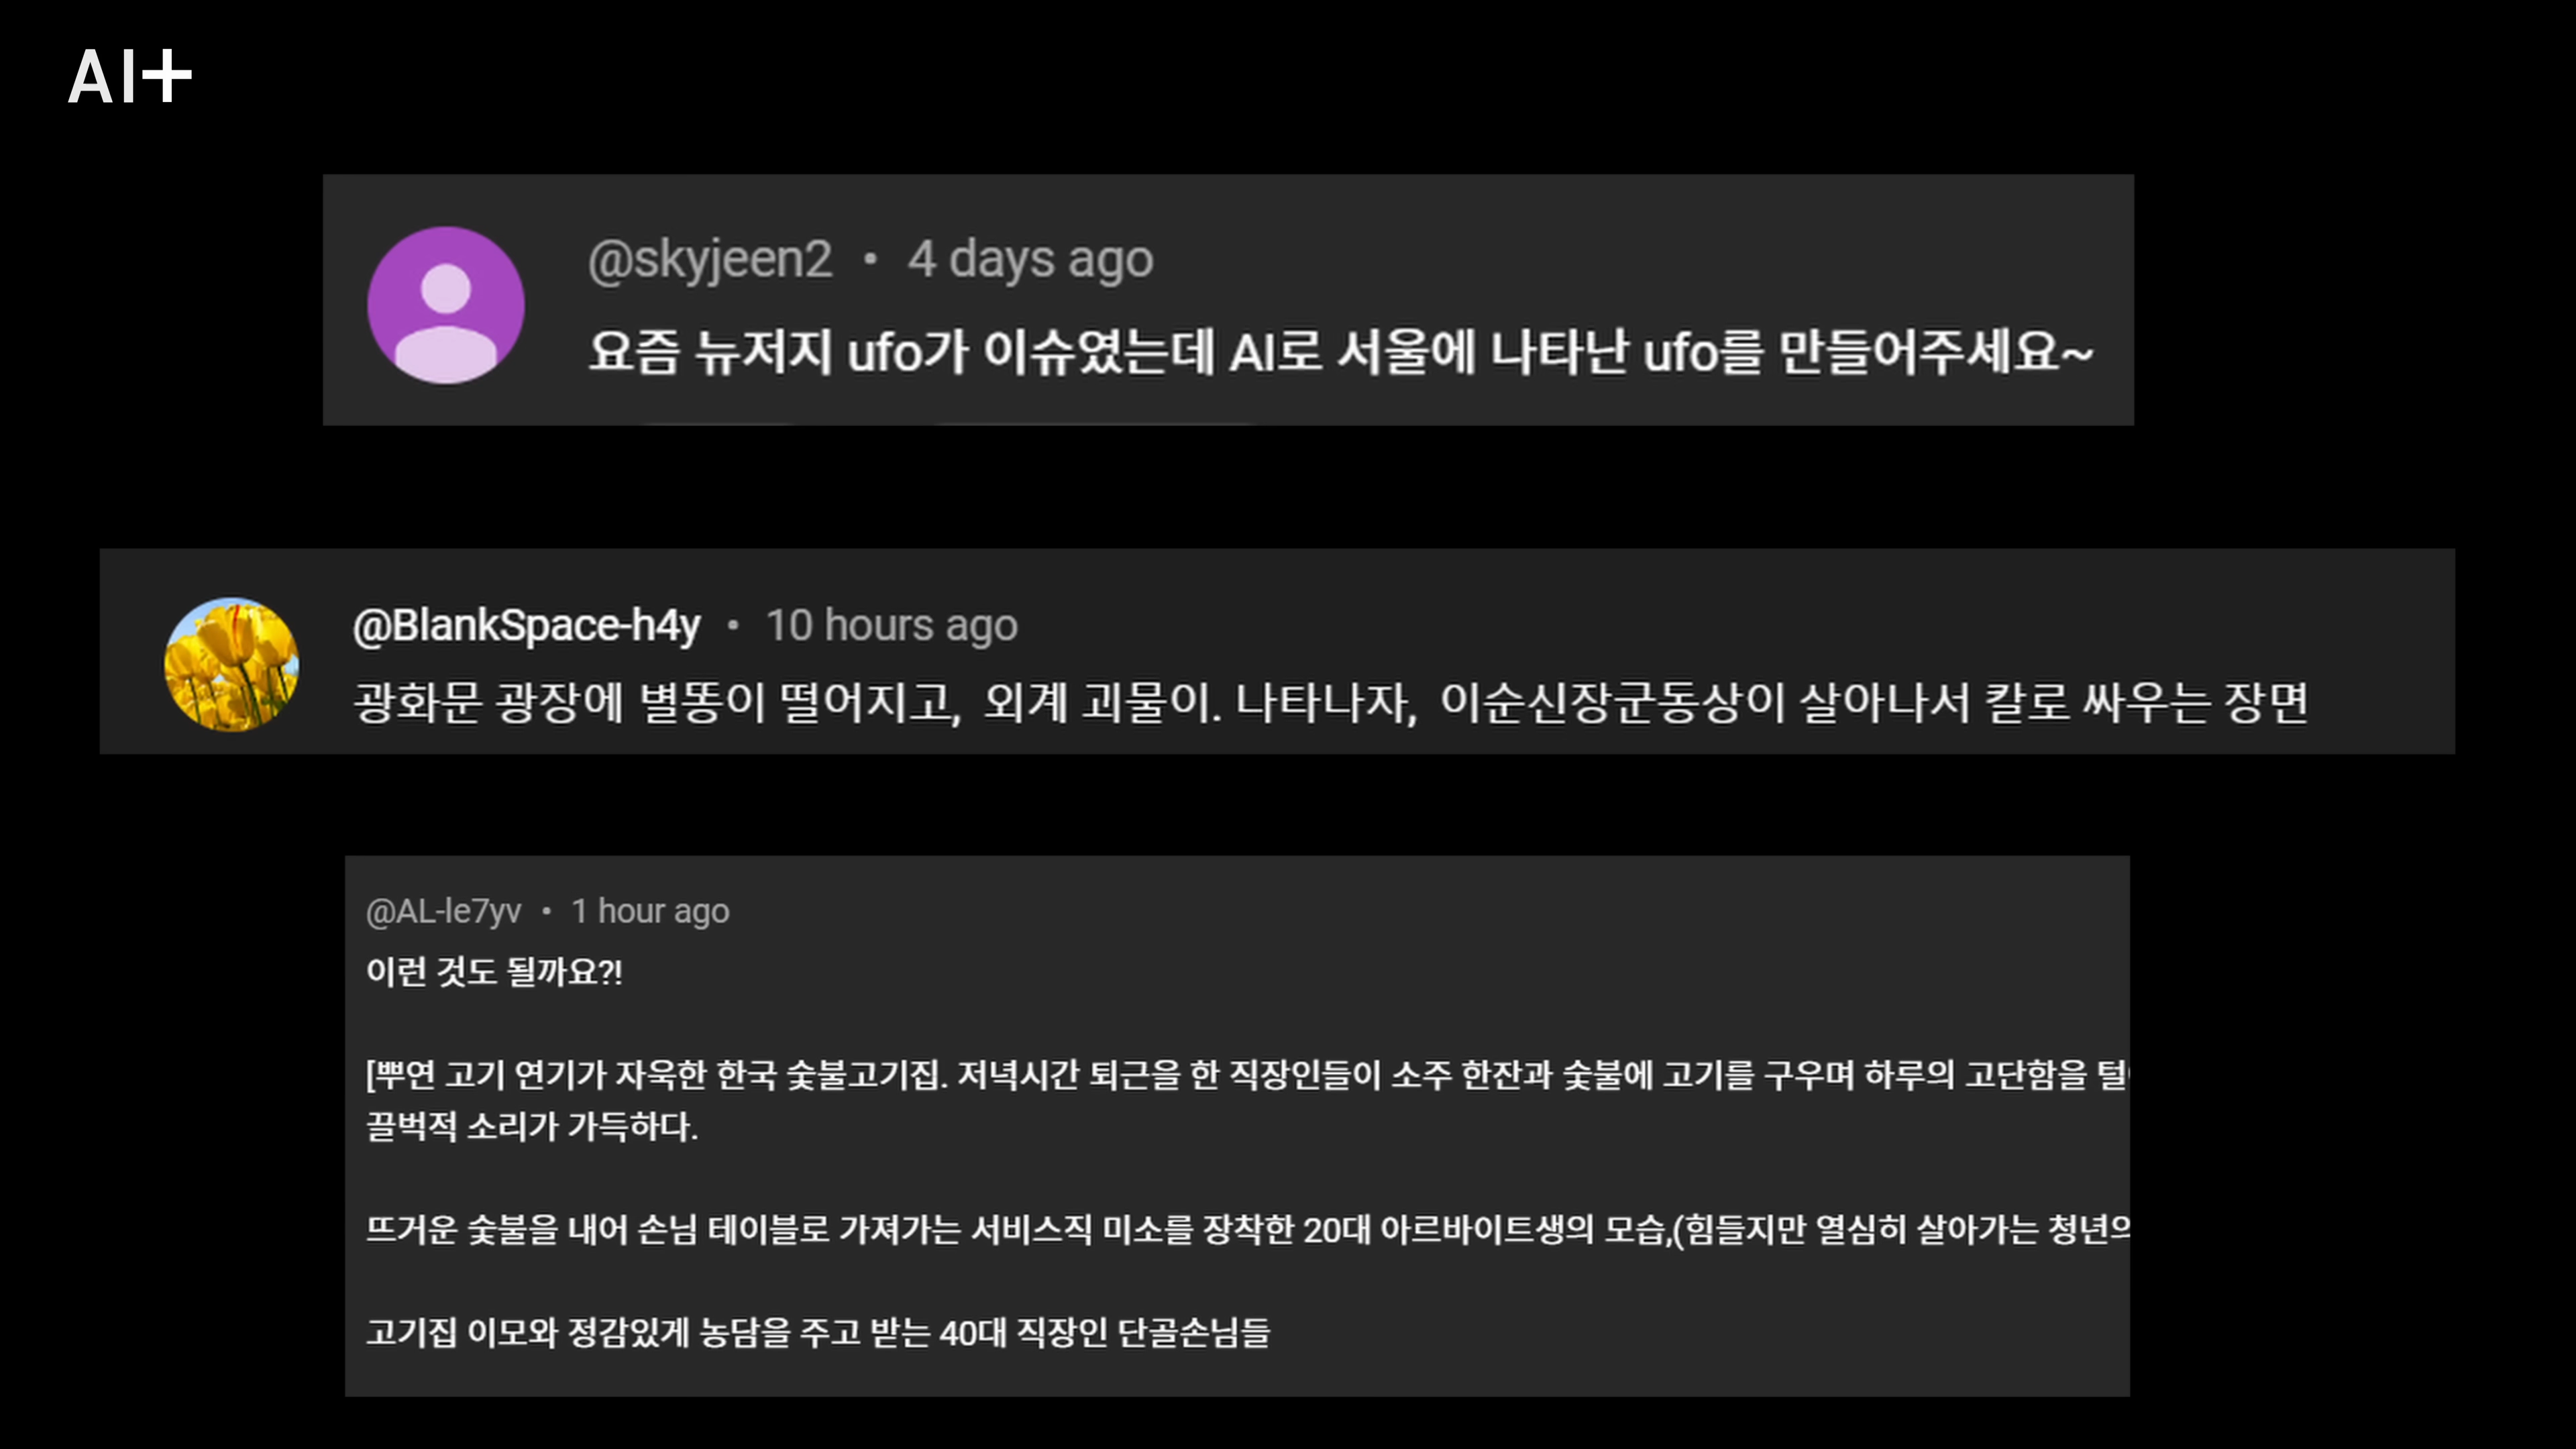 AI+
@skyjeen2 • 4 days ago
요즘 뉴저지 ufo가 이슈였는데 AI로 서울에 나타난 ufo를 만들어주세요~
@BlankSpace-h4y • 10 hours ago
광화문 광장에 별똥이 떨어지고, 외계 괴물이. 나타나자, 이순신장군동상이 살아나서 칼로 싸우는 장면
@AL-le7yv • 1 hour ago
이런 것도 될까요?!
[뿌연 고기 연기가 자욱한 한국 숯불고기집. 저녁시간 퇴근을 한 직장인들이 소주 한잔과 숯불에 고기를 구우며 하루의 고단함을 털
끌벅적 소리가 가득하다.
뜨거운 숯불을 내어 손님 테이블로 가져가는 서비스직 미소를 장착한 20대 아르바이트생의 모습,(힘들지만 열심히 살아가는 청년의
고기집 이모와 정감있게 농담을 주고 받는 40대 직장인 단골손님들